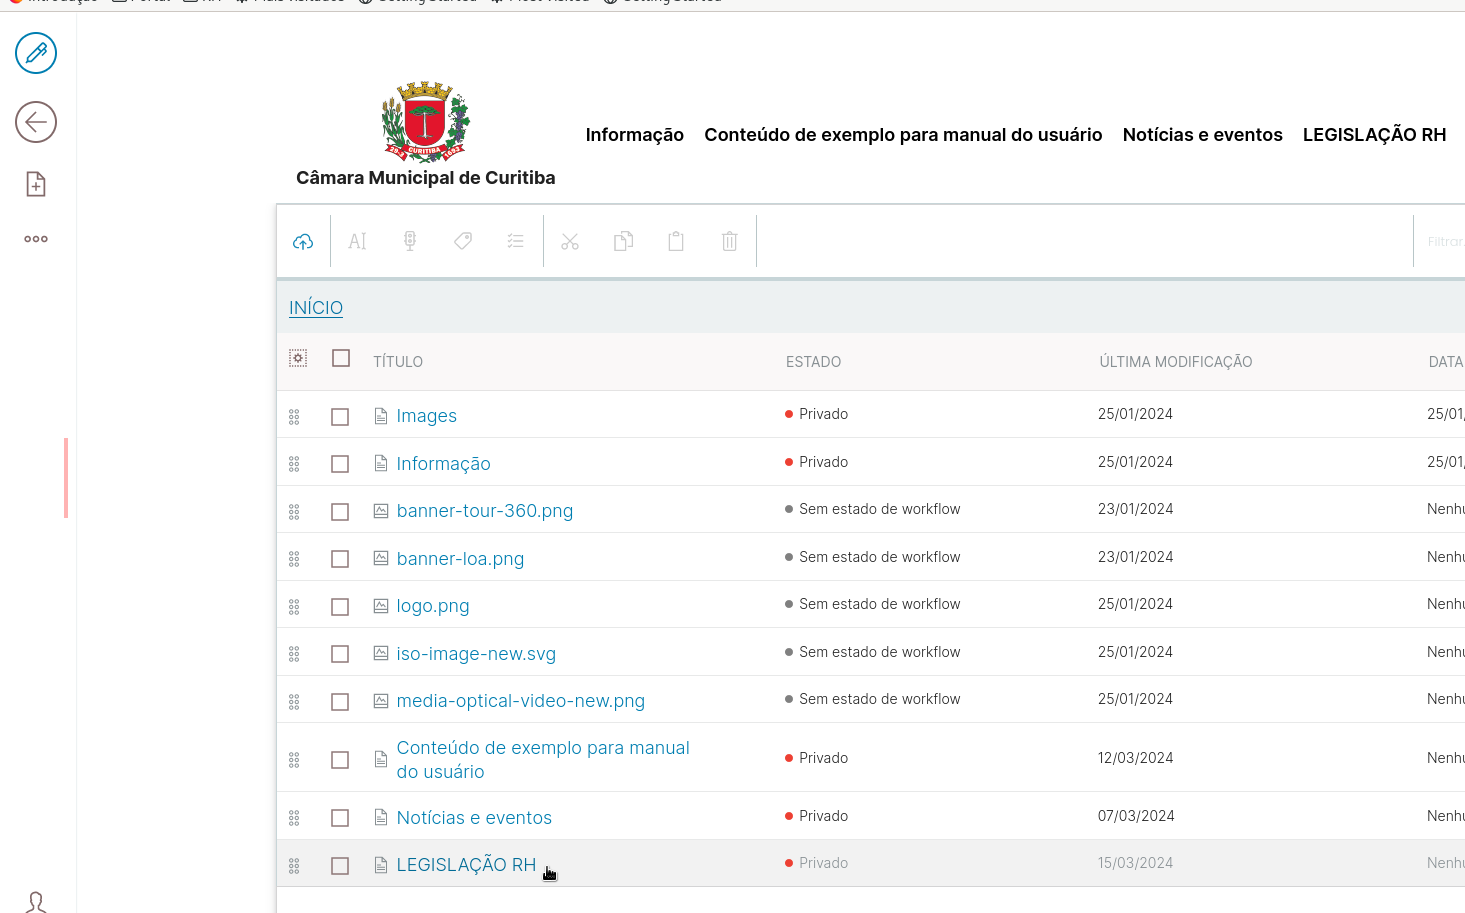 Informação Conteúdo de exemplo para manual do usuário Notícias e eventos LEGISLAÇÃO RH
Câmara Municipal de Curitiba
AI
Filtrar.
INÍCIO
TÍTULO ESTADO ÚLTIMA MODIFICAÇÃO DATA
Images Privado 25/01/2024 25/01/
Informação Privado 25/01/2024 25/01/
banner-tour-360.png Sem estado de workflow 23/01/2024 Nenhu
banner-loa.png Sem estado de workflow 23/01/2024 Nenhu
logo.png Sem estado de workflow 25/01/2024 Nenhu
iso-image-new.svg Sem estado de workflow 25/01/2024 Nenhu
media-optical-video-new.png Sem estado de workflow 25/01/2024 Nenhu
Conteúdo de exemplo para manual
do usuário Privado 12/03/2024 Nenhu
Notícias e eventos Privado 07/03/2024 Nenhu
LEGISLAÇÃO RH Privado 15/03/2024 Nenhu